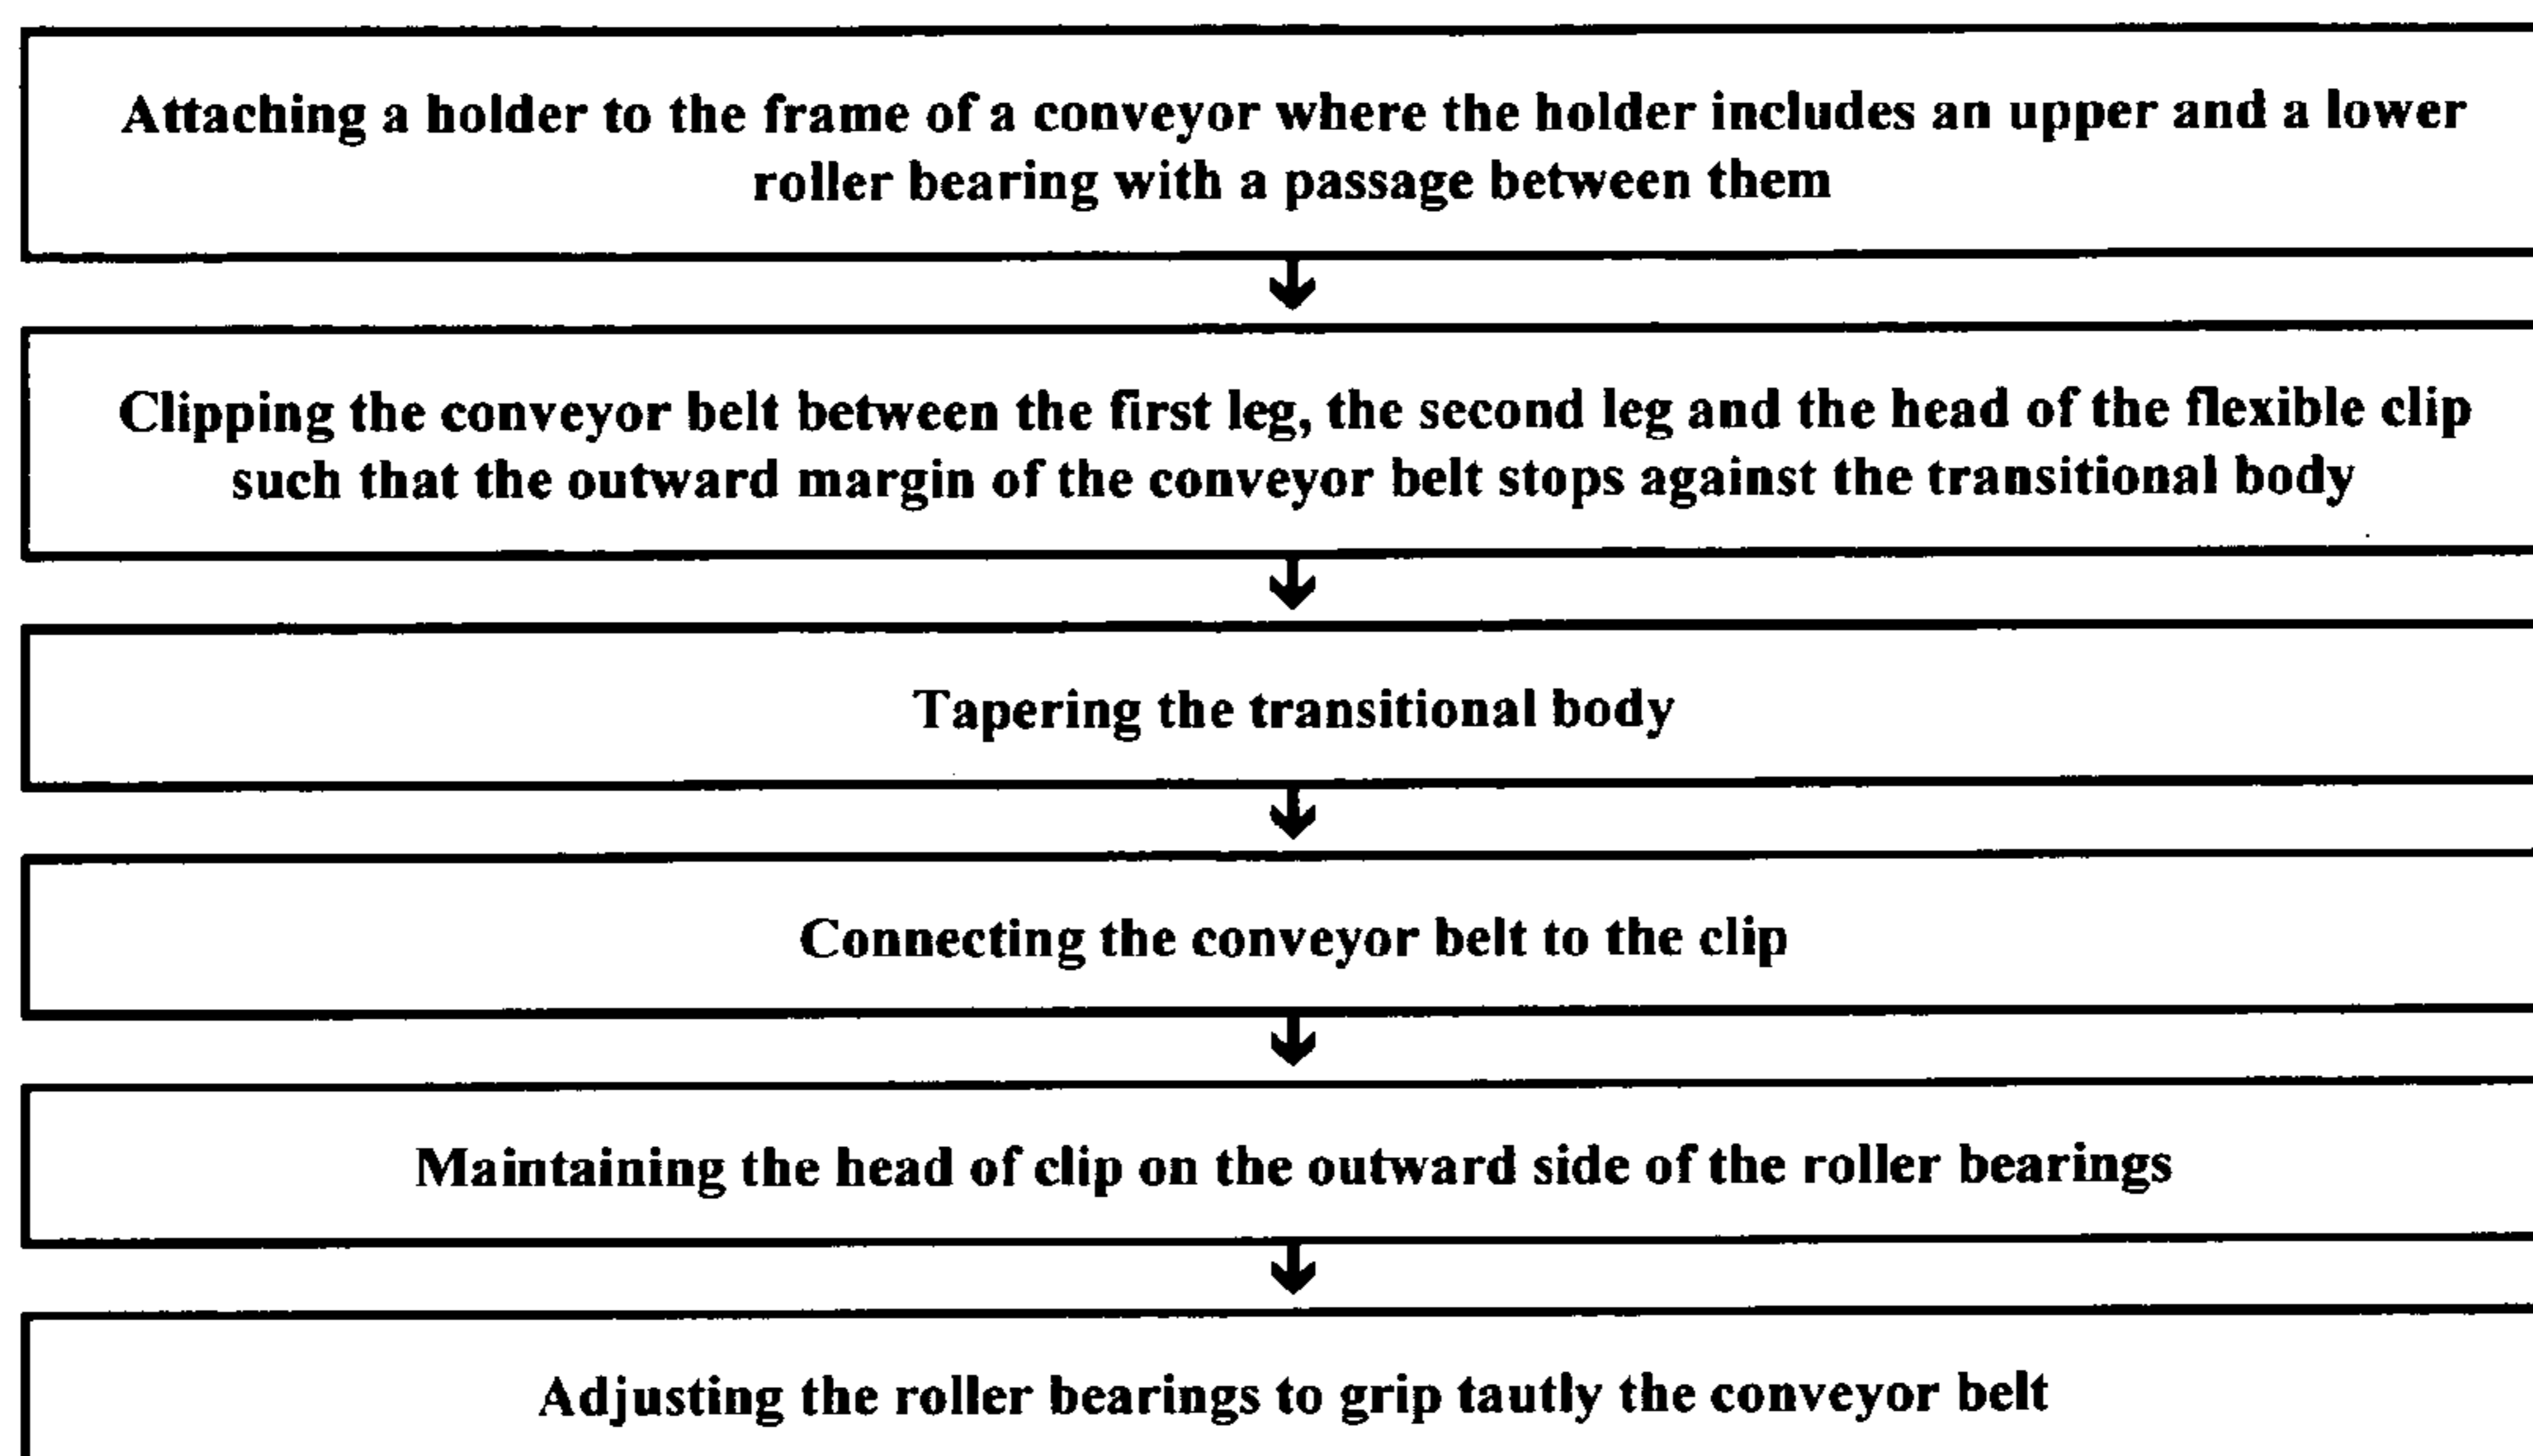 Attaching a holder to the frame of a conveyor where the holder includes an upper and a lower
roller bearing with a passage between them
Clipping the conveyor belt between the first leg, the second leg and the head of the flexible clip
such that the outward margin of the conveyor belt stops against the transitional body
Tapering the transitional body
Connecting the conveyor belt to the clip
Maintaining the head of clip on the outward side of the roller bearings
Adjusting the roller bearings to grip tautly the conveyor belt